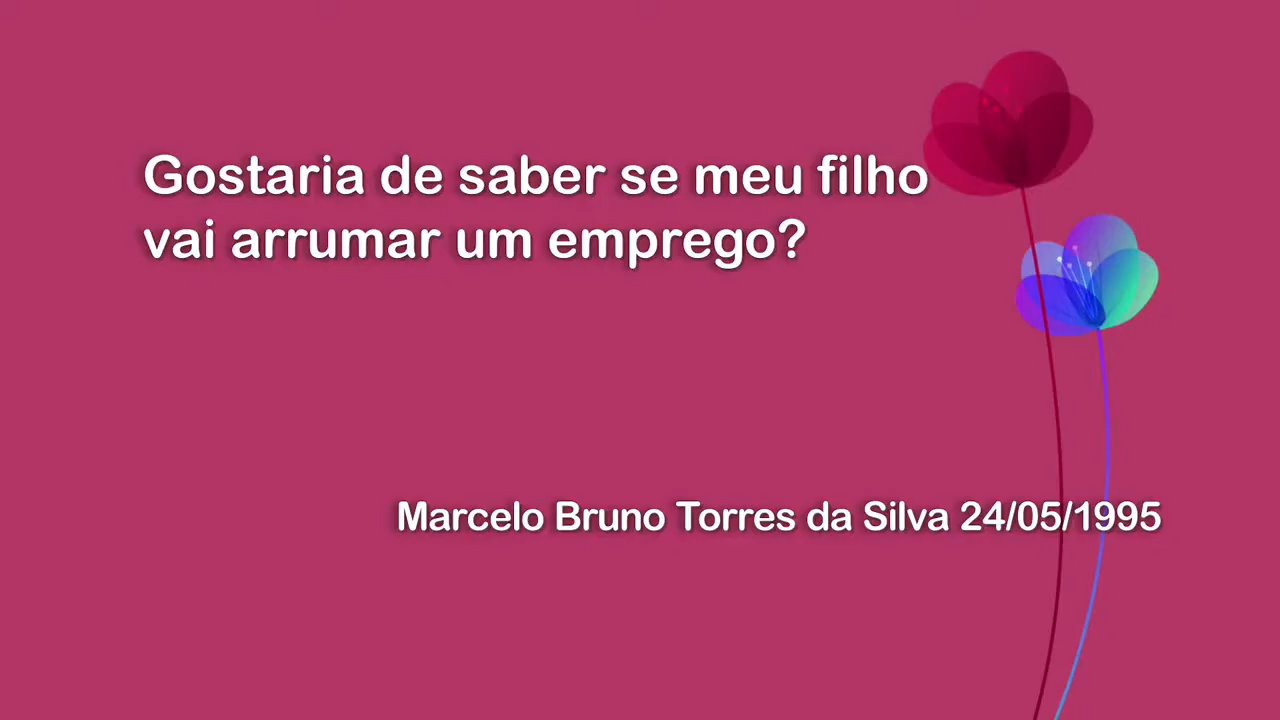 Gostaria de saber se meu filho
vai arrumar um emprego?
Marcelo Bruno Torres da Silva 24/05/1995